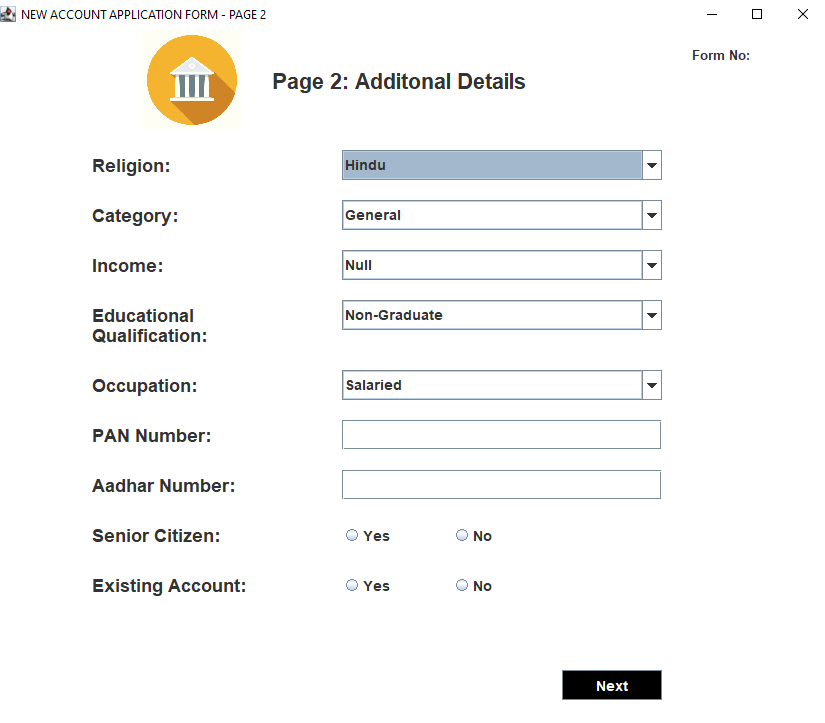 NEW ACCOUNT APPLICATION FORM - PAGE 2
Form No:
Page 2: Additonal Details
Religion:
Hindu
Category:
General
Income:
Null
Educational
Qualification:
Non-Graduate
Occupation:
Salaried
PAN Number:
Aadhar Number:
Senior Citizen:
Yes
No
Existing Account:
Yes
No
Next